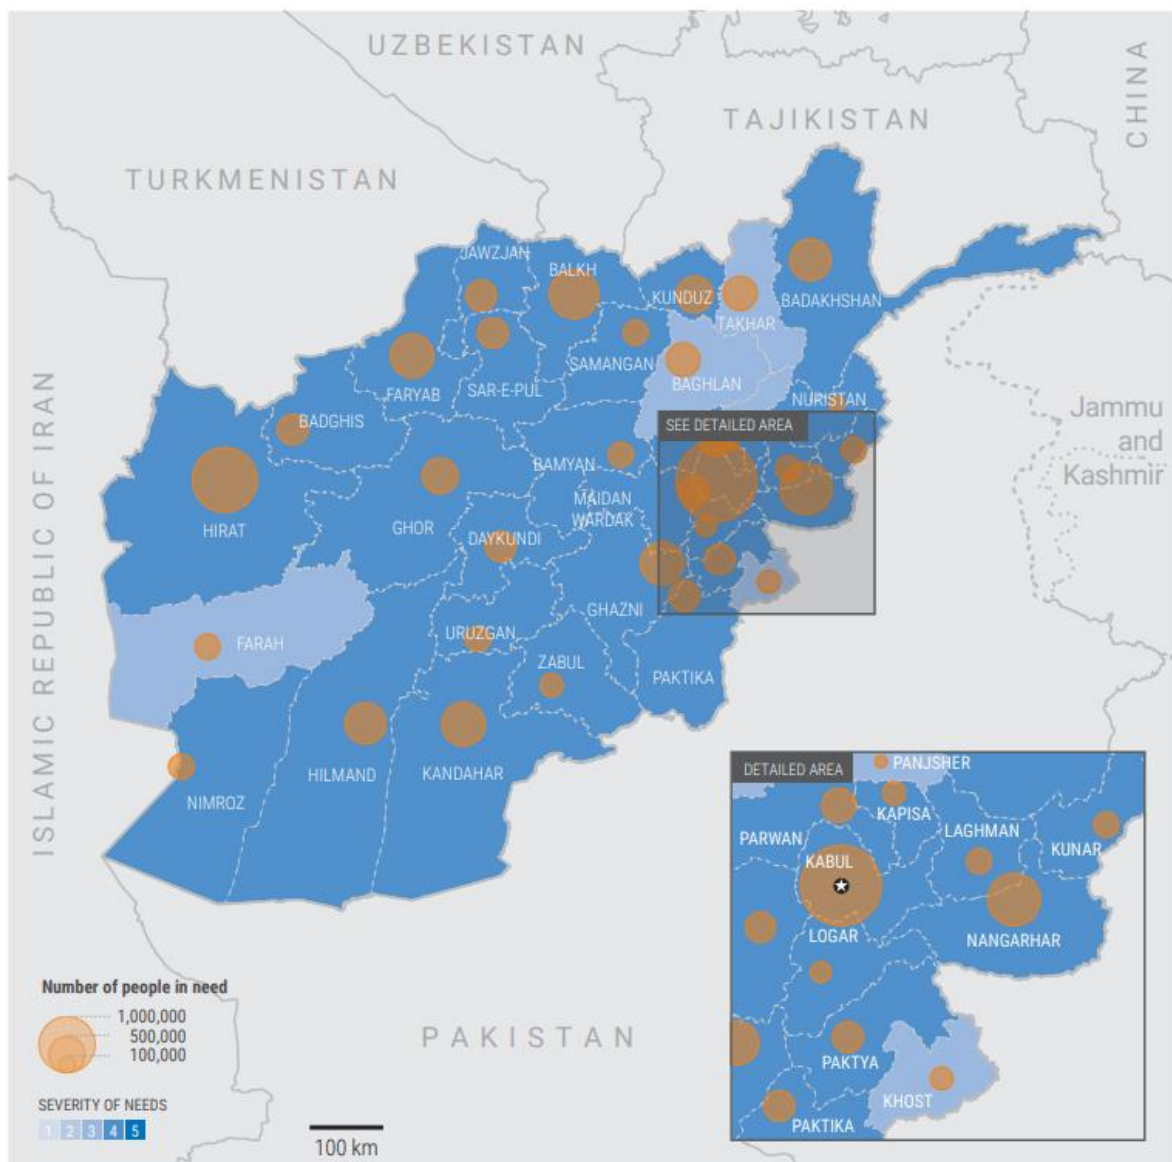 UZBEKISTAN
TAJIKISTAN
CHINA
TURKMENISTAN
JAWZJAN
BALKH
KUNDUZ
TAKHAR
BADAKHSHAN
SAMANGAN
BAGHLAN
FARYAB
SAR-E-PUL
NURISTAN
BADGHIS
SEE DETAILED AREA
Jammu
and
Kashmir
ISLAMIC REPUBLIC OF IRAN
BAMYAN
HIRAT
GHOR
MAIDAN
WARDAK
DAYKUNDI
GHAZNI
FARAH
URUZGAN
ZABUL
PAKTIKA
HILMAND
KANDAHAR
NIMROZ
DETAILED AREA
PANJSHER
KAPISA
PARWAN
LAGHMAN
KUNAR
KABUL
LOGAR
NANGARHAR
PAKTYA
KHOST
PAKTIKA
PAKISTAN
Number of people in need
1,000,000
500,000
100,000
SEVERITY OF NEEDS
1 2 3 4 5
100 km